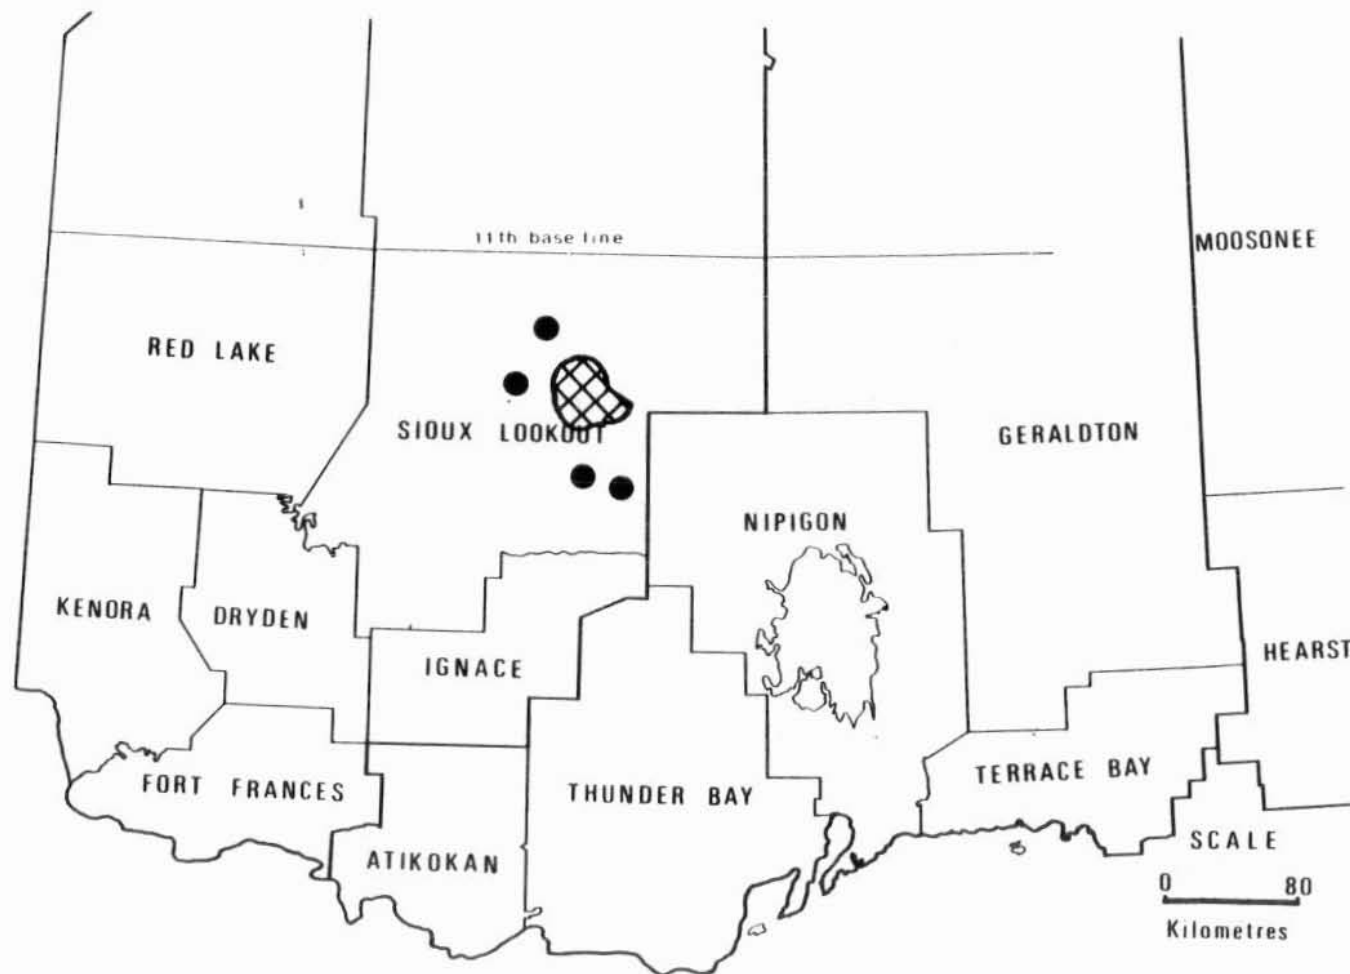 11th base line
MOOSONEE
RED LAKE
SIOUX LOOKOUT
GERALDTON
NIPIGON
KENORA
DRYDEN
IGNACE
HEARST
FORT FRANCES
THUNDER BAY
TERRACE BAY
ATIKOKAN
SCALE
0 80
Kilometres